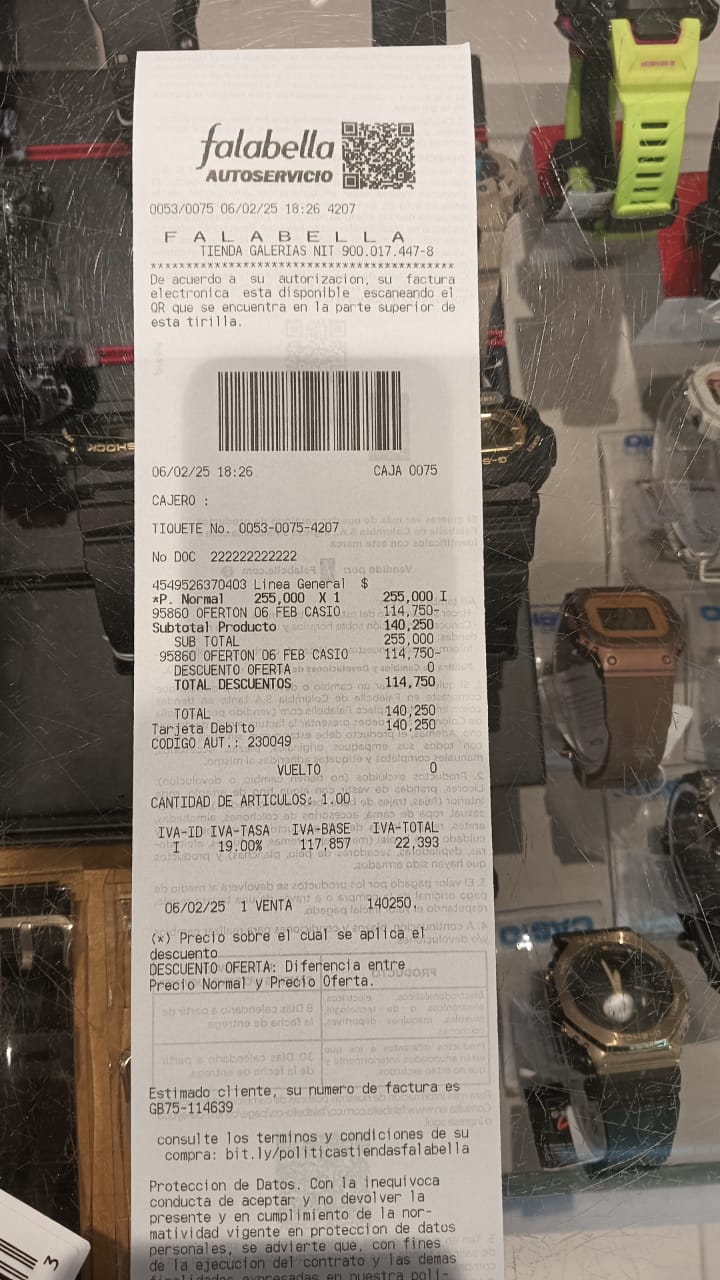 falabella
AUTOSERVICIO
0053/0075 06/02/25 18:26 4207
F A L A B E L L A
TIENDA GALERIAS NIT 900.017.447-8
******************************************
De acuerdo a su autorizacion, su factura
electronica esta disponible escaneando el
QR que se encuentra en la parte superior de
esta tirilla.
06/02/25 18:26 CAJA 0075
CAJERO :
TIQUETE No. 0053-0075-4207
No DOC 222222222222
4549526370403 Linea General $
*P. Normal 255,000 X 1 255,000 I
95860 OFERTON 06 FEB CASIO 114,750-
Subtotal Producto 140,250
SUB TOTAL 255,000
95860 OFERTON 06 FEB CASIO 114,750-
DESCUENTO OFERTA 0
TOTAL DESCUENTOS 114,750
TOTAL 140,250
Tarjeta Debito 140,250
CODIGO AUT.: 230049
VUELTO 0
CANTIDAD DE ARTICULOS: 1.00
IVA-ID IVA-TASA IVA-BASE IVA-TOTAL
I 19.00% 117,857 22,393
06/02/25 1 VENTA 140250
(*) Precio sobre el cual se aplica el
descuento
DESCUENTO OFERTA: Diferencia entre
Precio Normal y Precio Oferta.
Estimado cliente, su numero de factura es
GB75-114639
consulte los terminos y condiciones de su
compra: bit.ly/politicastiendasfalabella
Proteccion de Datos. Con la inequivoca
conducta de aceptar y no devolver la
presente y en cumplimiento de la nor-
matividad vigente en proteccion de datos
personales, se advierte que, con fines
de la ejecucion del contrato y las demas
finalidades expresadas en nuestra poli-
3